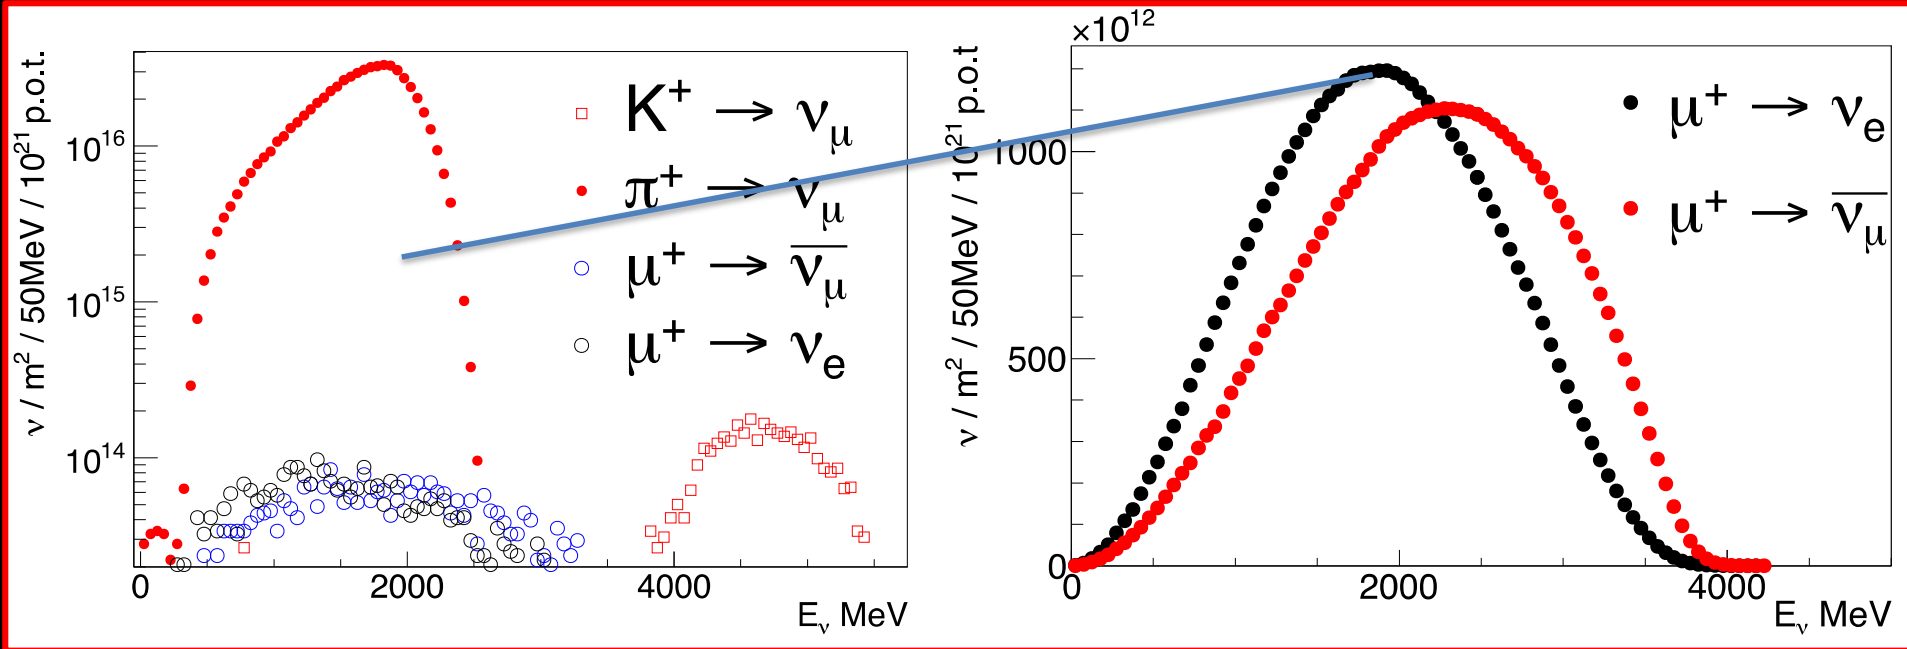 ν / m² / 50MeV / 10²¹ p.o.t.
10¹⁶
10¹⁵
10¹⁴
0
2000
4000
E_ν MeV
K⁺ → ν_μ
π⁺ → ν_μ
μ⁺ → ν̅_μ
μ⁺ → ν_e
×10¹²
ν / m² / 50MeV / 10²¹ p.o.t
1000
500
0
0
2000
4000
E_ν MeV
μ⁺ → ν_e
μ⁺ → ν̅_μ